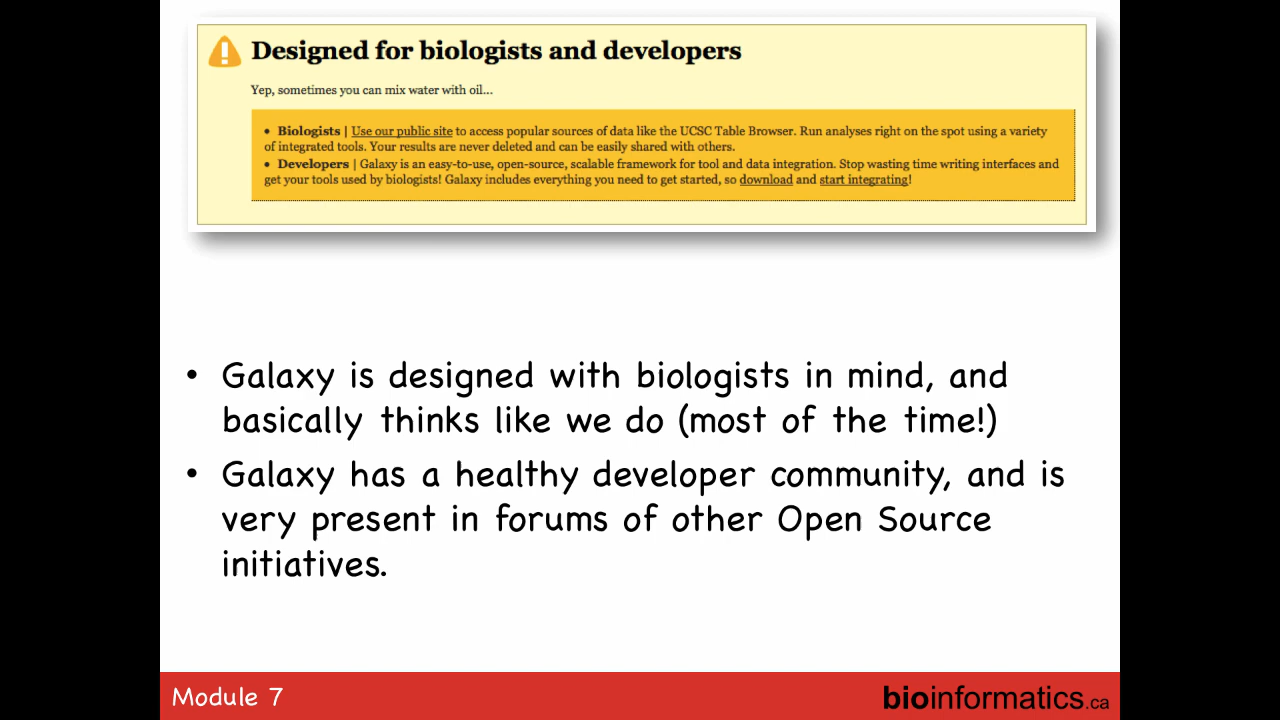 Designed for biologists and developers
Yep, sometimes you can mix water with oil...
• Biologists | Use our public site to access popular sources of data like the UCSC Table Browser. Run analyses right on the spot using a variety
of integrated tools. Your results are never deleted and can be easily shared with others.
• Developers | Galaxy is an easy-to-use, open-source, scalable framework for tool and data integration. Stop wasting time writing interfaces and
get your tools used by biologists! Galaxy includes everything you need to get started, so download and start integrating!
• Galaxy is designed with biologists in mind, and
basically thinks like we do (most of the time!)
• Galaxy has a healthy developer community, and is
very present in forums of other Open Source
initiatives.
Module 7
bioinformatics.ca